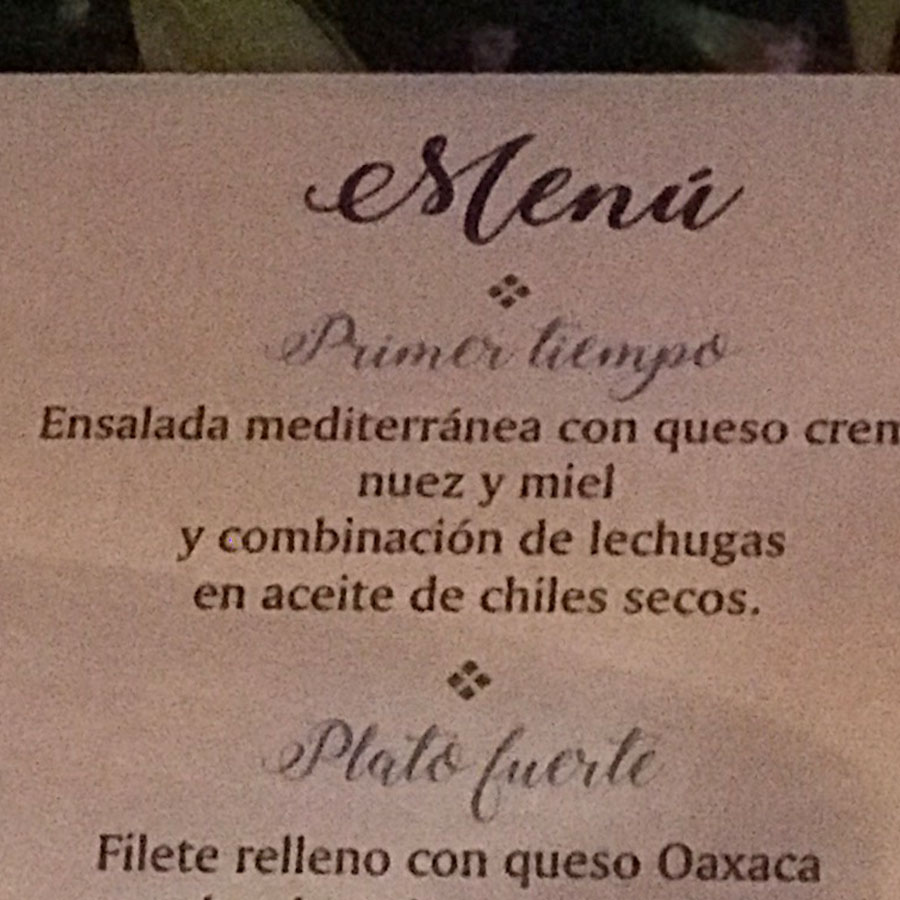 Menú
Primer tiempo
Ensalada mediterránea con queso
nuez y miel
y combinación de lechugas
en aceite de chiles secos.
Plato fuerte
Filete relleno con queso Oaxaca